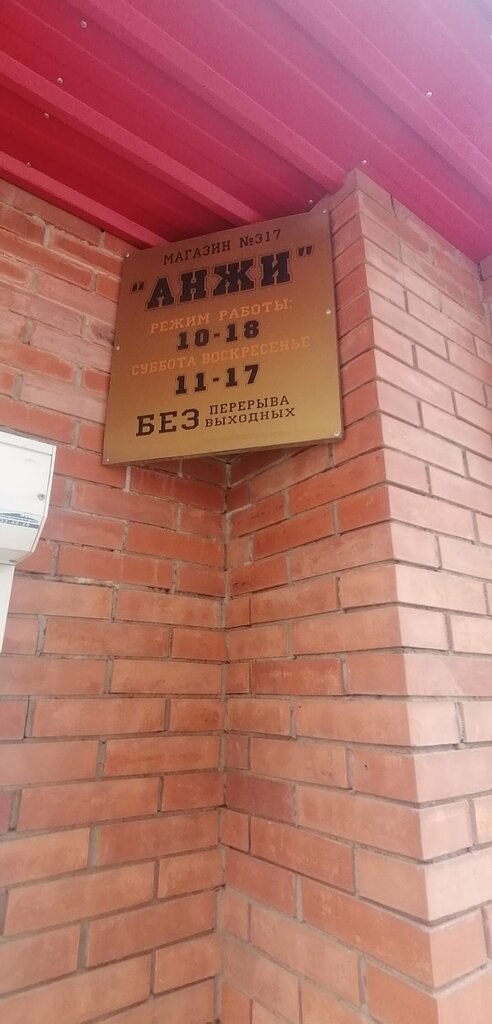 МАГАЗИН №317
"АНЖИ"
РЕЖИМ РАБОТЫ:
10-18
СУББОТА ВОСКРЕСЕНЬЕ
11-17
БЕЗ ПЕРЕРЫВА
ВЫХОДНЫХ